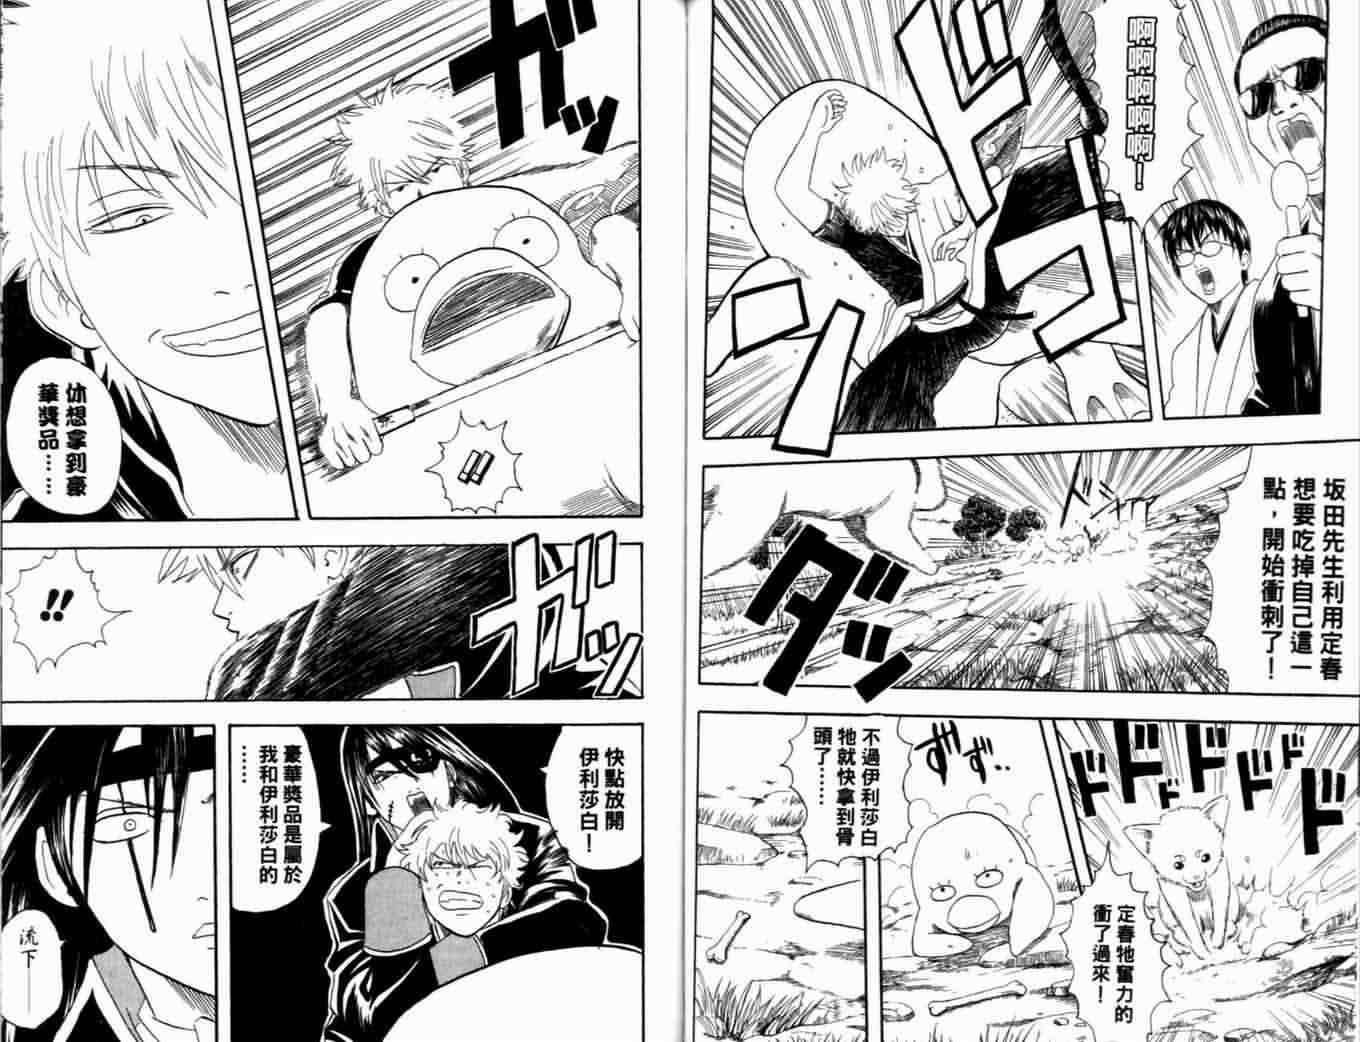 ドドゴン
坂田先生利用定春
想要吃掉自己這一
點，開始衝刺了！
ダッ
ドドドドドド
定春牠奮力的
衝了過來！
ずず…
不過伊利莎白
牠就快拿到骨
頭了……
ガッ
!!
休想拿到豪
華獎品……
ガッ
!!
快點放開
伊利莎白！
豪華獎品是屬於
我和伊利莎白的
……
流下